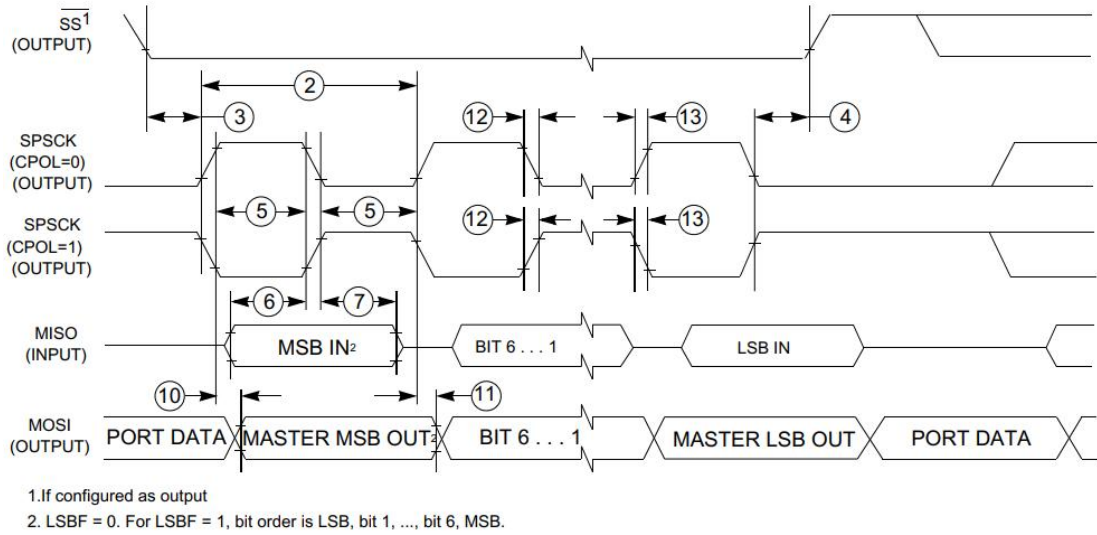 SS1
(OUTPUT)
2
3
12
13
4
SPSCK
(CPOL=0)
(OUTPUT)
5
5
SPSCK
(CPOL=1)
(OUTPUT)
12
13
6
7
MISO
(INPUT)
MSB IN2
BIT 6 . . . 1
LSB IN
10
11
MOSI
(OUTPUT)
PORT DATA
MASTER MSB OUT2
BIT 6 . . . 1
MASTER LSB OUT
PORT DATA
1.If configured as output
2. LSBF = 0. For LSBF = 1, bit order is LSB, bit 1, ..., bit 6, MSB.